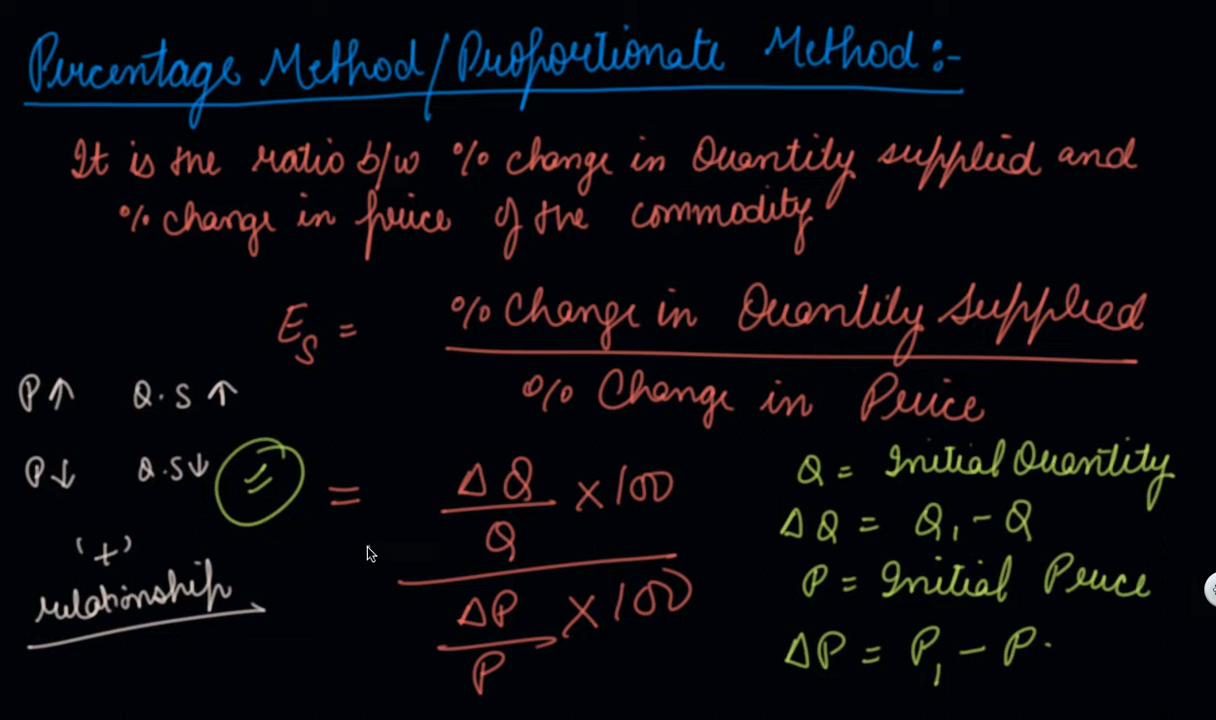 Percentage Method/Proportionate Method:-
It is the ratio b/w % change in Quantity supplied and
% change in price of the commodity
Es = % Change in Quantity Supplied
% Change in Price
P↑ Q.S ↑
P↓ Q.S↓
= ΔQ/Q × 100
ΔP/P × 100
'+'
relationship
Q = Initial Quantity
ΔQ = Q₁ - Q
P = Initial Price
ΔP = P₁ - P.